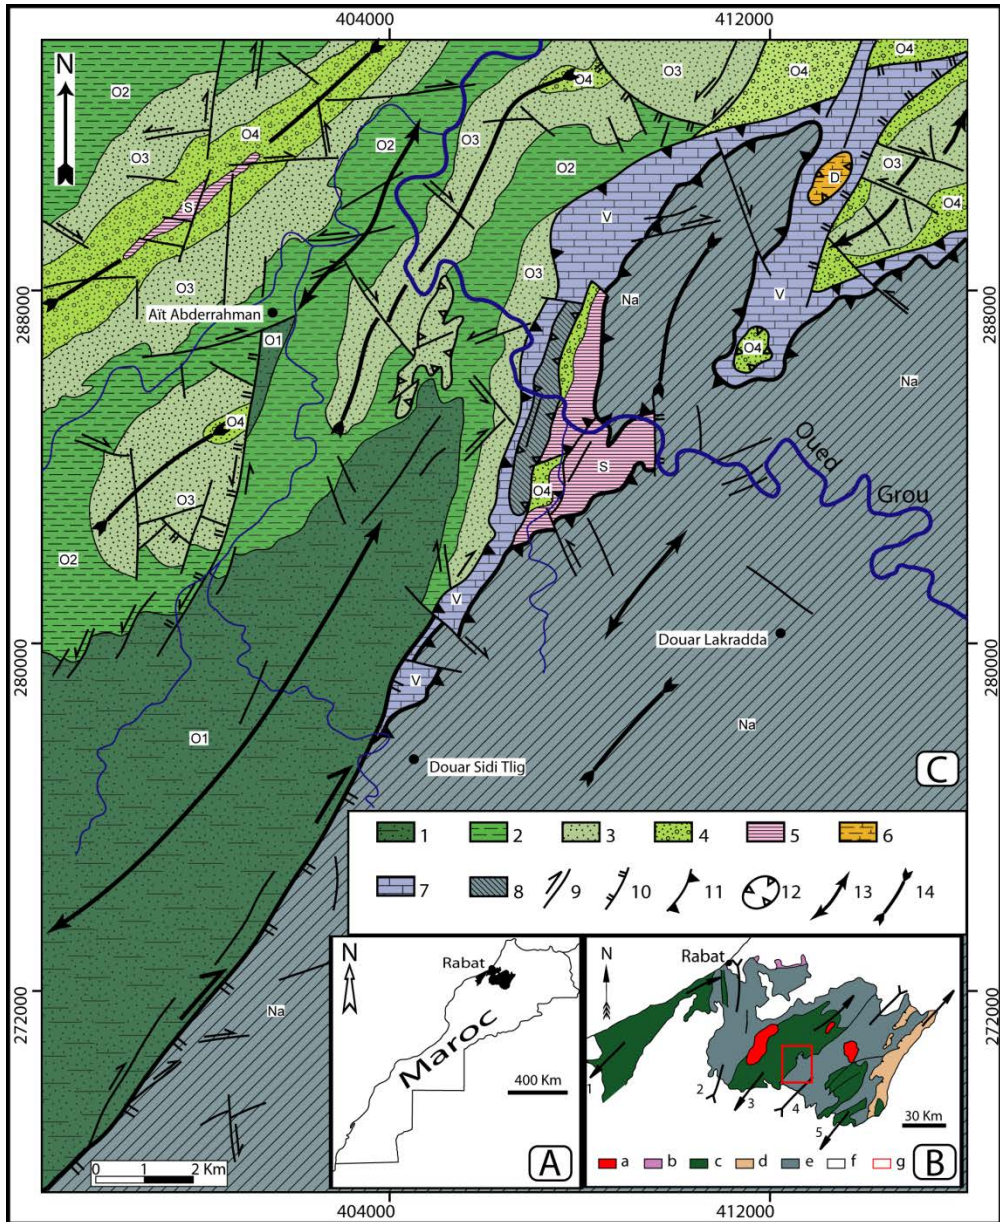 404000
412000
N
O4
O3
O4
O2
O4
O3
O2
O3
O4
O3
O2
O3
O4
D
S
V
O3
V
O3
Na
288000
288000
Aït Abderrahman
O1
O4
Na
O4
S
O3
O4
Oued
Grou
O2
V
Douar Lakradda
280000
280000
V
Na
O1
Douar Sidi Tlig
C
1 2 3 4 5 6
7 8 9 10 11 12 13 14
N
Rabat
Maroc
400 Km
A
N
Rabat
1
2
3
4
5
30 Km
a b c d e f g
B
272000
272000
Na
0 1 2 Km
404000
412000